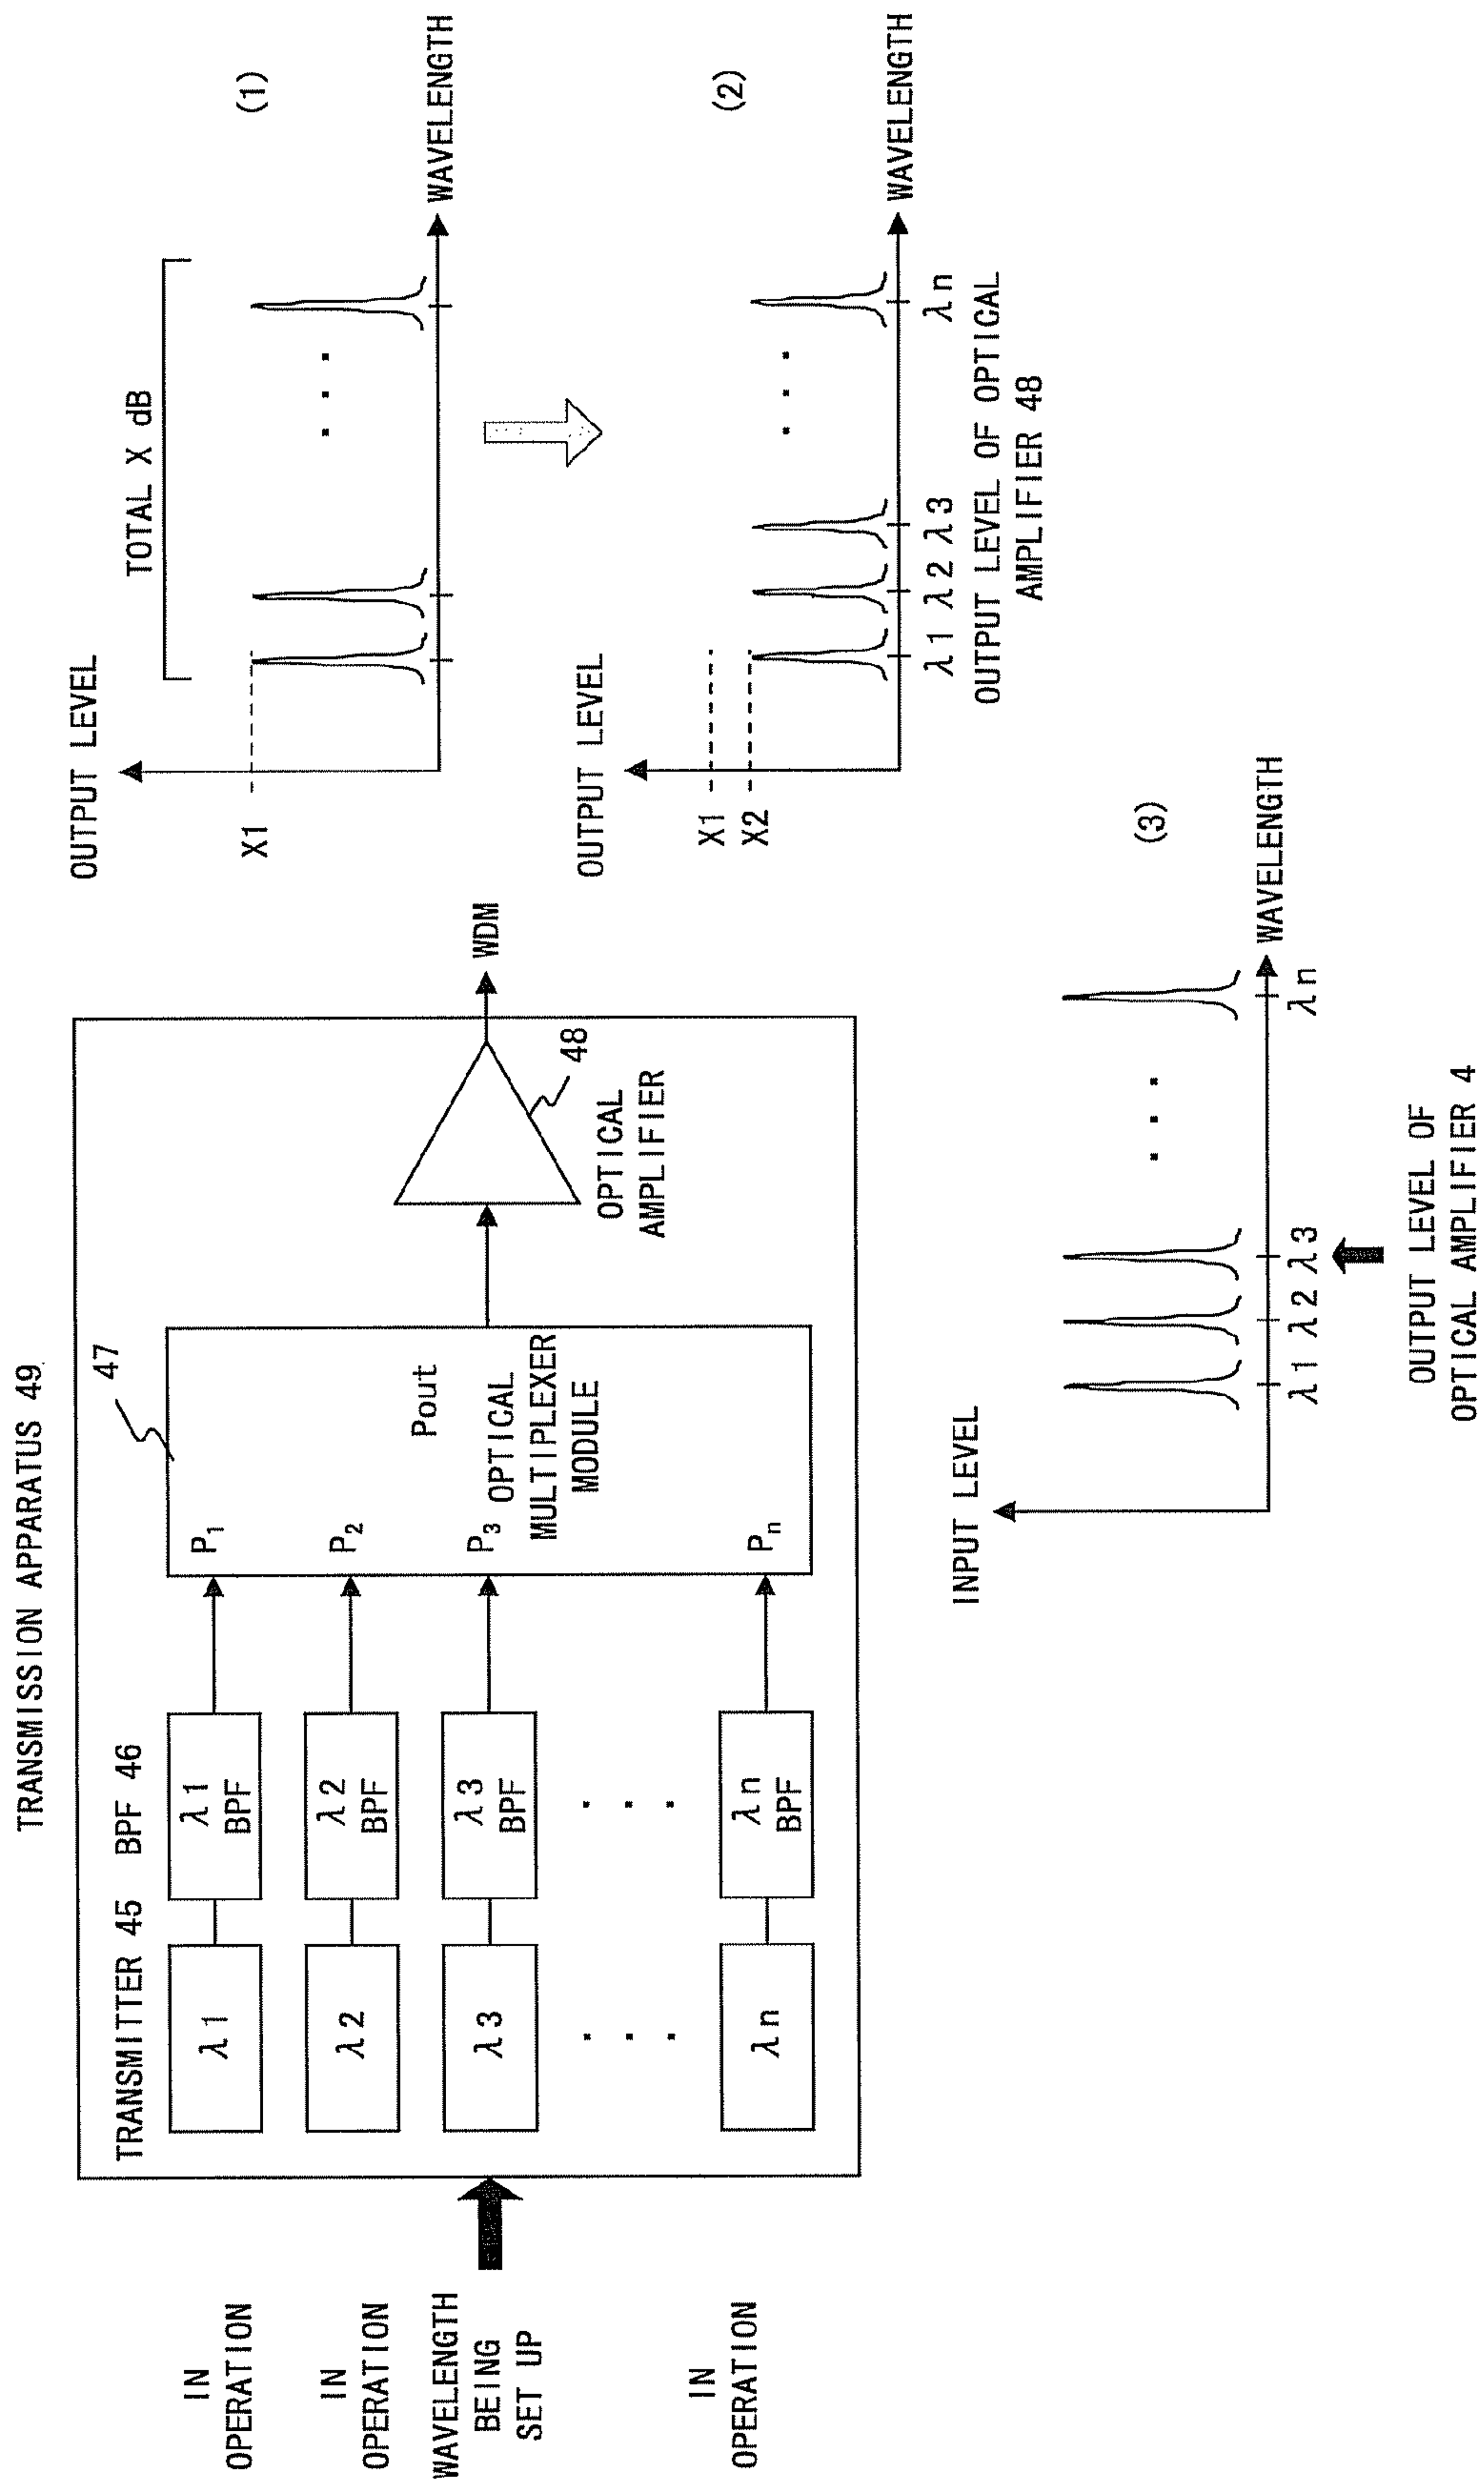 TRANSMISSION APPARATUS 49
TRANSMITTER 45
BPF 46
47
IN
OPERATION
λ1
λ1
BPF
P1
IN
OPERATION
λ2
λ2
BPF
P2
WAVELENGTH
BEING
SET UP
λ3
λ3
BPF
P3
Pout
OPTICAL
MULTIPLEXER
MODULE
IN
OPERATION
λn
λn
BPF
Pn
WDM
48
OPTICAL
AMPLIFIER
OUTPUT LEVEL
TOTAL X dB
(1)
X1
WAVELENGTH
OUTPUT LEVEL
(2)
X1
X2
WAVELENGTH
λ1 λ2 λ3 λn
OUTPUT LEVEL OF OPTICAL
AMPLIFIER 48
INPUT LEVEL
(3)
WAVELENGTH
λ1 λ2 λ3 λn
OUTPUT LEVEL OF
OPTICAL AMPLIFIER 4